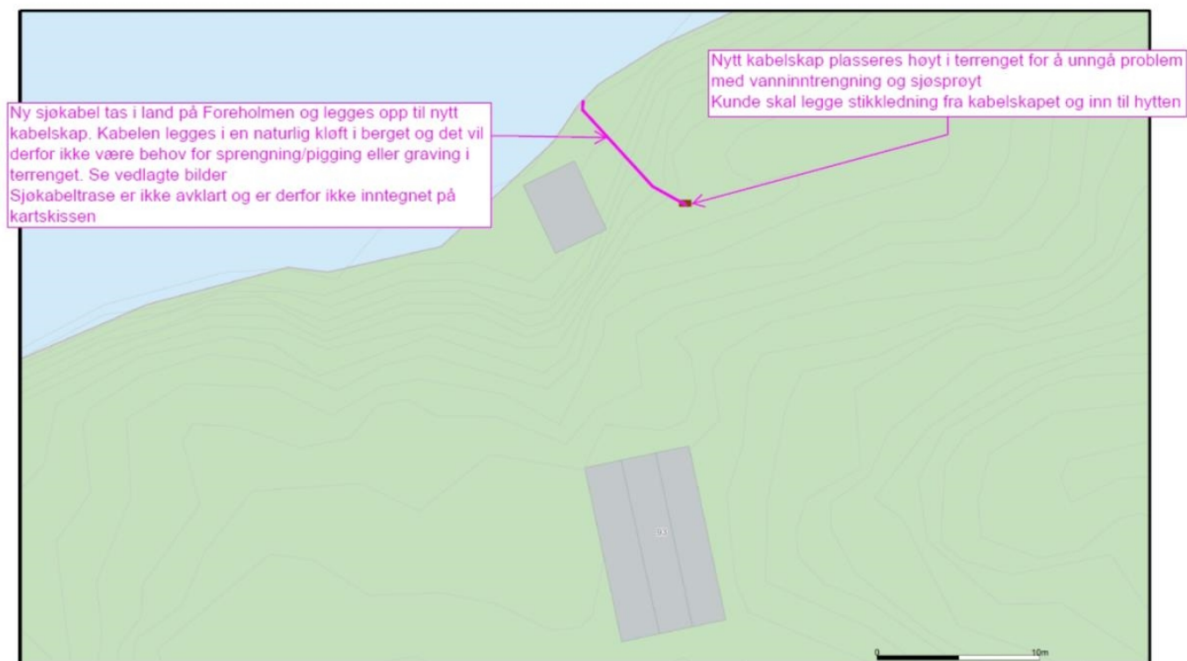 Ny sjøkabel tas i land på Foreholmen og legges opp til nytt
kabelskap. Kabelen legges i en naturlig kløft i berget og det vil
derfor ikke være behov for sprengning/pigging eller graving i
terrenget. Se vedlagte bilder
Sjøkabeltrase er ikke avklart og er derfor ikke inntegnet på
kartskissen
Nytt kabelskap plasseres høyt i terrenget for å unngå problem
med vanninntrengning og sjøsprøyt
Kunde skal legge stikkledning fra kabelskapet og inn til hytten
0 10m